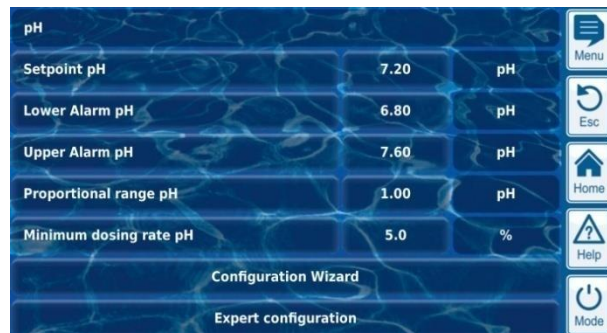 pH
Setpoint pH 7.20 pH
Lower Alarm pH 6.80 pH
Upper Alarm pH 7.60 pH
Proportional range pH 1.00 pH
Minimum dosing rate pH 5.0 %
Configuration Wizard
Expert configuration
Menu
Esc
Home
?
Help
Mode